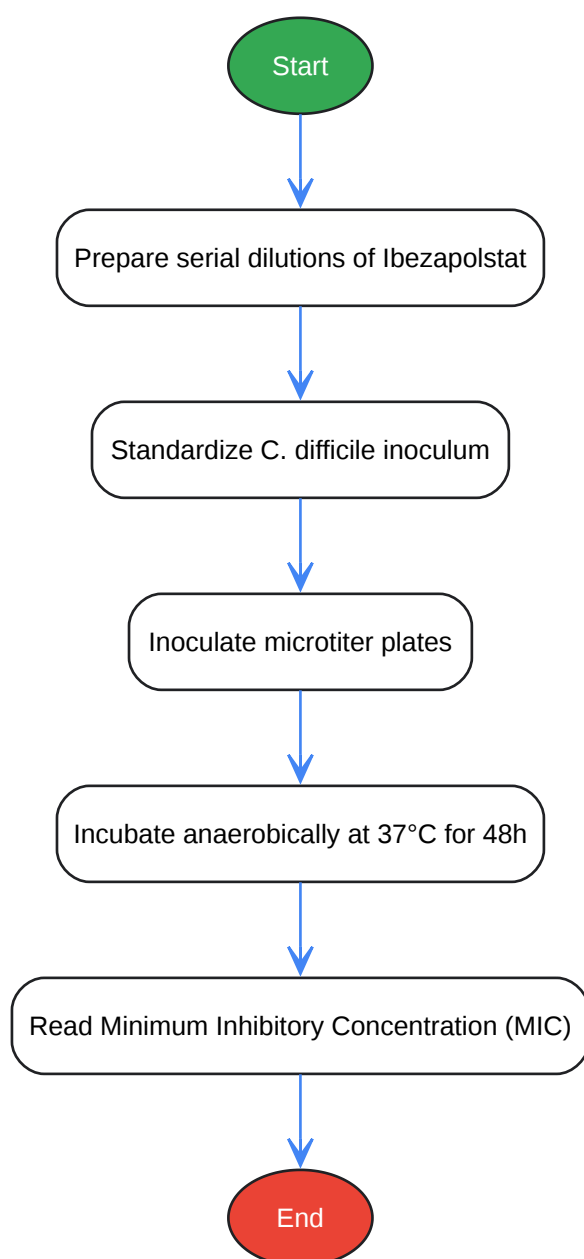 Start
Prepare serial dilutions of Ibezapolstat
Standardize C. difficile inoculum
Inoculate microtiter plates
Incubate anaerobically at 37°C for 48h
Read Minimum Inhibitory Concentration (MIC)
End